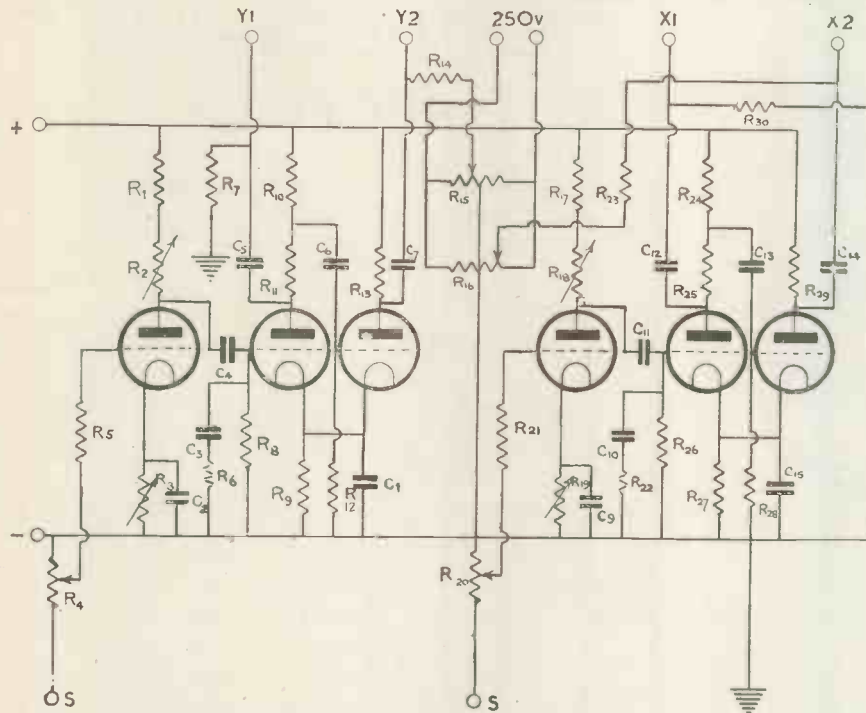 Y1 Y2 250v X1 X2
R14
R30
+
R1 R7 R10 R15 R17 R23 R24
C5 C6 C7 C12 C13 C14
R2 R11 R13 R16 R18 R25 R29
C4 C11
R5 C3 R8 R21 C10 R26
R3 R6 R9 R12 C1 R19 R22 R27 R28 C15
C2 C9
-
R4 R20
S S